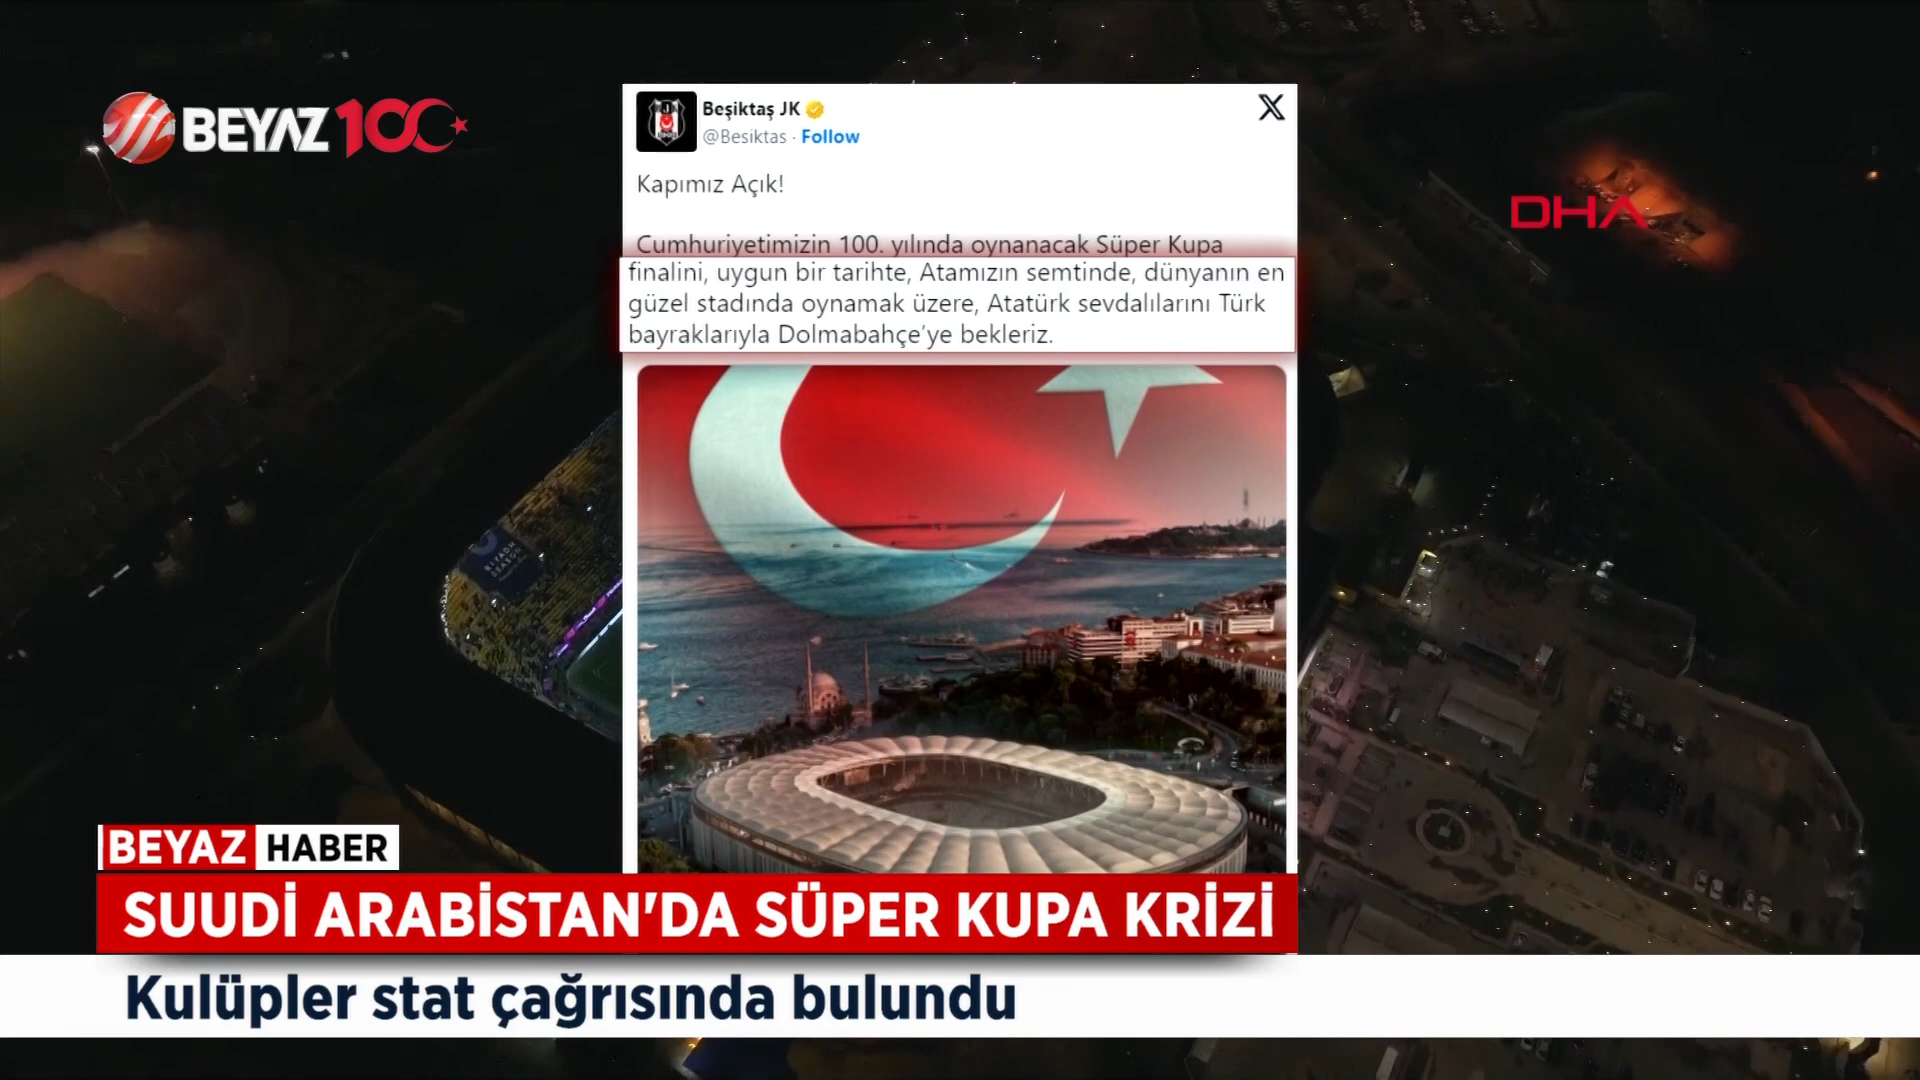 BEYAZ 100
Beşiktaş JK
@Besiktas · Follow
X
Kapımız Açık!
Cumhuriyetimizin 100. yılında oynanacak Süper Kupa
finalini, uygun bir tarihte, Atamızın semtinde, dünyanın en
güzel stadında oynamak üzere, Atatürk sevdalılarını Türk
bayraklarıyla Dolmabahçe'ye bekleriz.
DHA
RIYADH
SEASON
BEYAZ HABER
SUUDİ ARABİSTAN'DA SÜPER KUPA KRİZİ
Kulüpler stat çağrısında bulundu